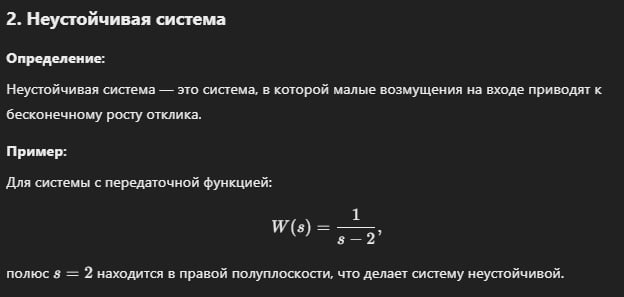 2. Неустойчивая система
Определение:
Неустойчивая система — это система, в которой малые возмущения на входе приводят к
бесконечному росту отклика.
Пример:
Для системы с передаточной функцией:
W(s) = 1/(s − 2),
полюс s = 2 находится в правой полуплоскости, что делает систему неустойчивой.